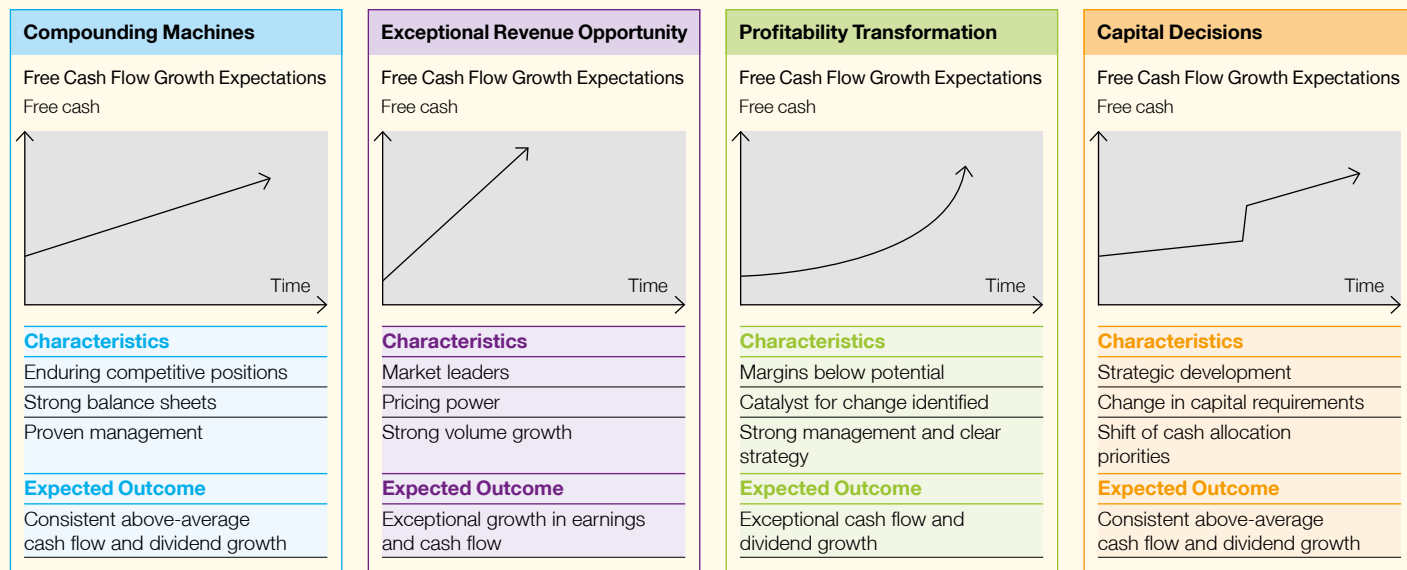 Compounding Machines
Free Cash Flow Growth Expectations
Free cash
Time
Characteristics
Enduring competitive positions
Strong balance sheets
Proven management
Expected Outcome
Consistent above-average
cash flow and dividend growth
Exceptional Revenue Opportunity
Free Cash Flow Growth Expectations
Free cash
Time
Characteristics
Market leaders
Pricing power
Strong volume growth
Expected Outcome
Exceptional growth in earnings
and cash flow
Profitability Transformation
Free Cash Flow Growth Expectations
Free cash
Time
Characteristics
Margins below potential
Catalyst for change identified
Strong management and clear
strategy
Expected Outcome
Exceptional cash flow and
dividend growth
Capital Decisions
Free Cash Flow Growth Expectations
Free cash
Time
Characteristics
Strategic development
Change in capital requirements
Shift of cash allocation
priorities
Expected Outcome
Consistent above-average
cash flow and dividend growth